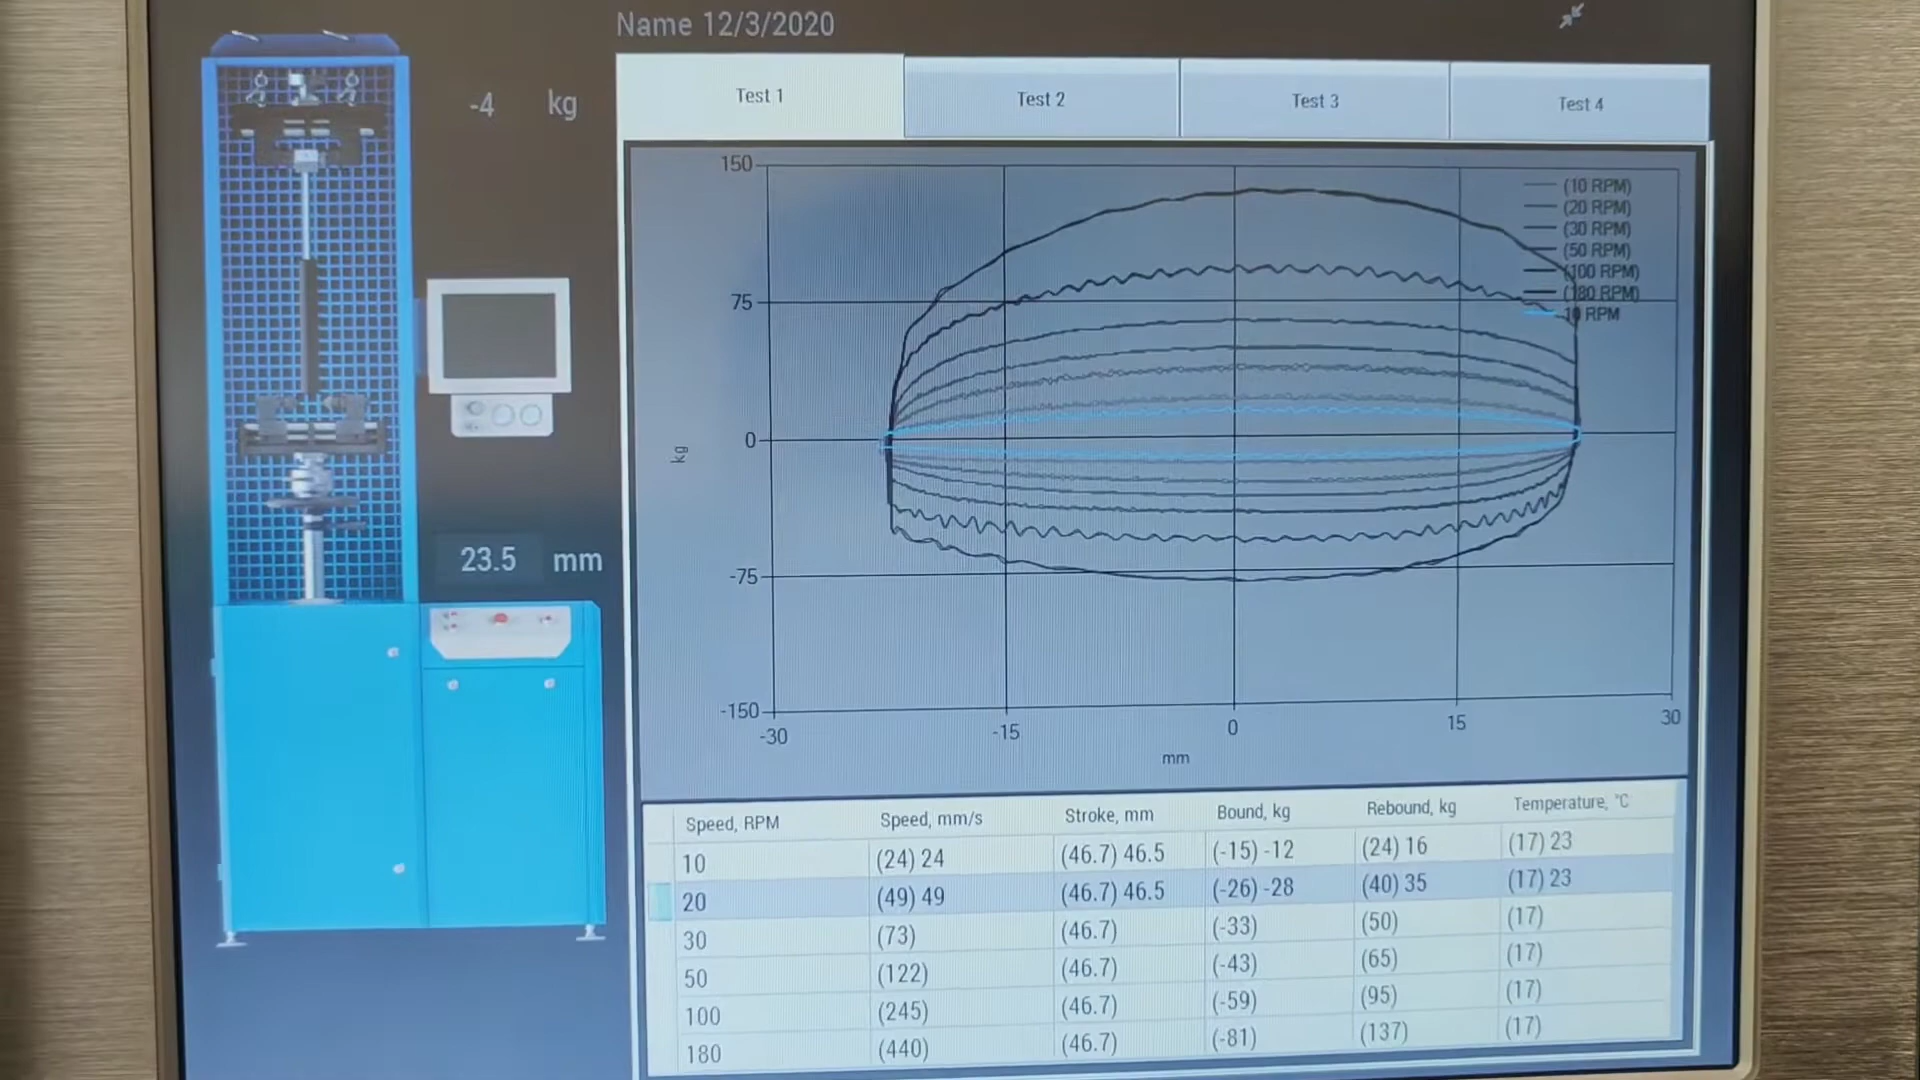 Name 12/3/2020
-4 kg
23.5 mm
Test 1 Test 2 Test 3 Test 4
150
75
0
-75
-150
kg
-30 -15 0 15 30
mm
(10 RPM)
(20 RPM)
(30 RPM)
(50 RPM)
(100 RPM)
(180 RPM)
10 RPM
Speed, RPM Speed, mm/s Stroke, mm Bound, kg Rebound, kg Temperature, °C
10 (24) 24 (46.7) 46.5 (-15) -12 (24) 16 (17) 23
20 (49) 49 (46.7) 46.5 (-26) -28 (40) 35 (17) 23
30 (73) (46.7) (-33) (50) (17)
50 (122) (46.7) (-43) (65) (17)
100 (245) (46.7) (-59) (95) (17)
180 (440) (46.7) (-81) (137) (17)